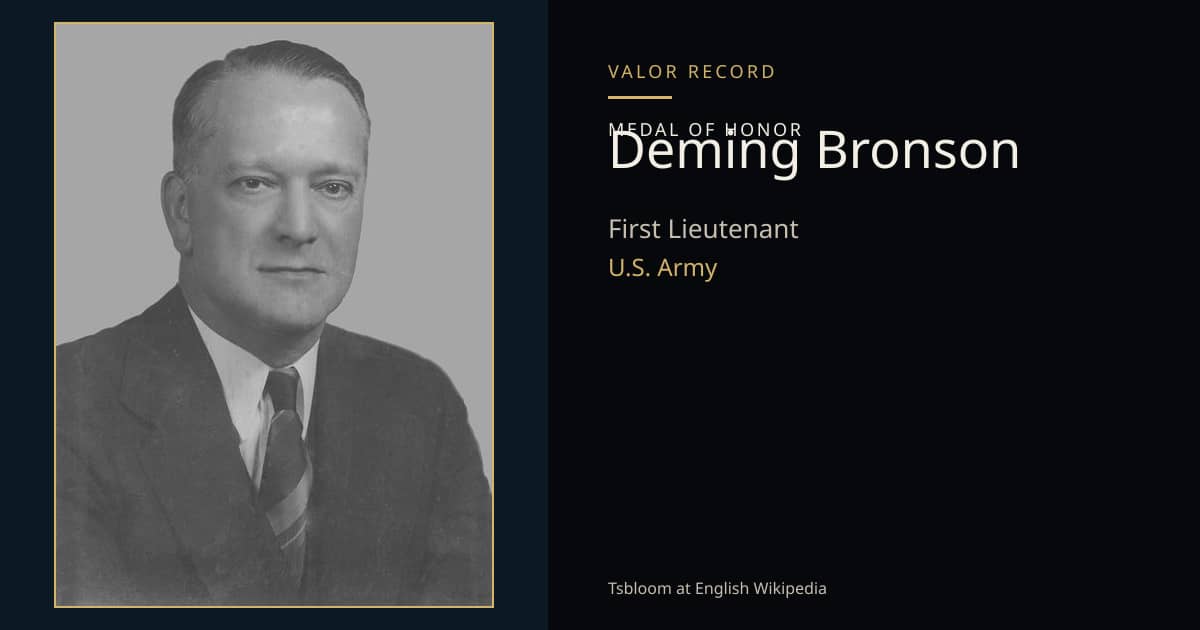 VALOR RECORD
MEDAL OF HONOR
Deming Bronson
First Lieutenant
U.S. Army
Tsbloom at English Wikipedia